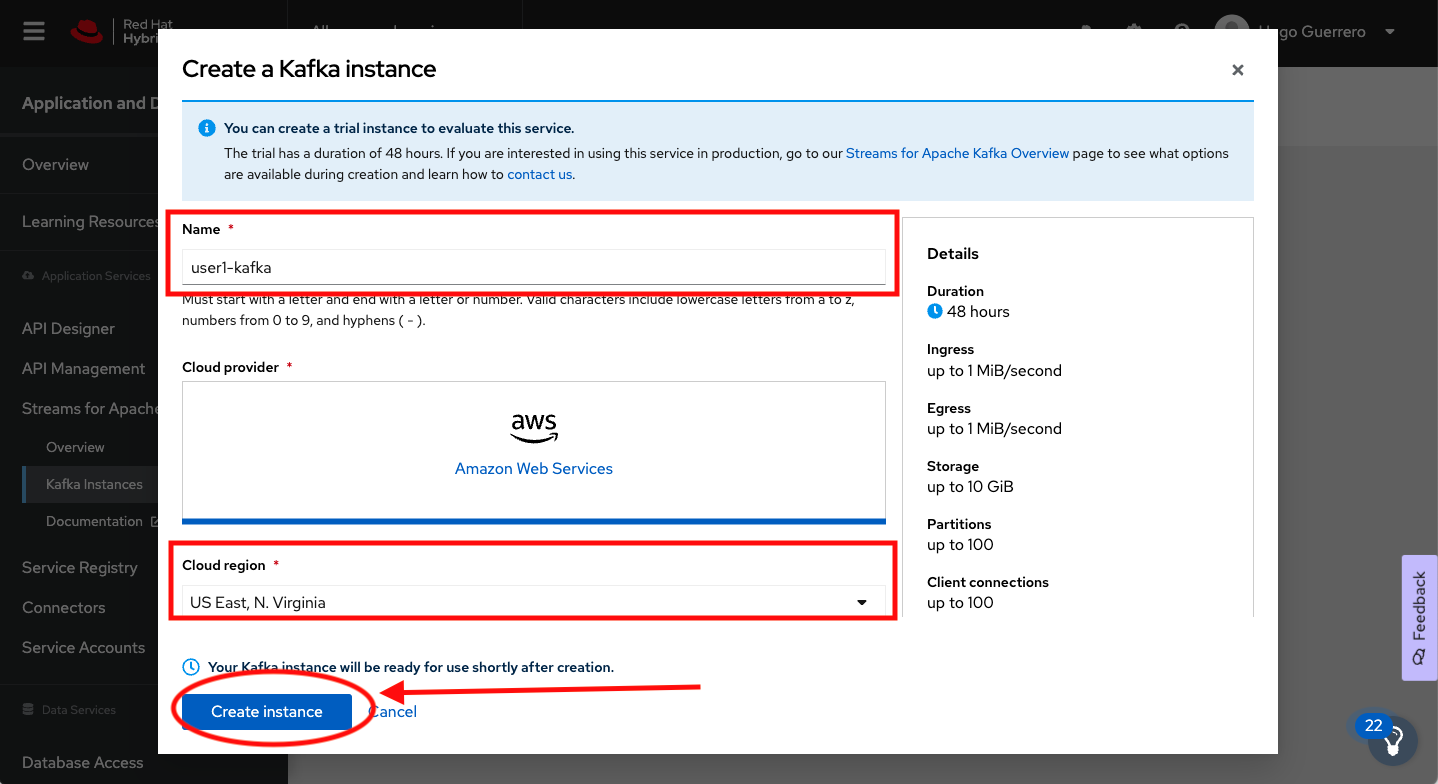 Red Hat
Hugo Guerrero
Create a Kafka instance
You can create a trial instance to evaluate this service.
The trial has a duration of 48 hours. If you are interested in using this service in production, go to our Streams for Apache Kafka Overview page to see what options
are available during creation and learn how to contact us.
Application and D
Overview
Learning Resources
Application Services
API Designer
API Management
Streams for Apache
Overview
Kafka Instances
Documentation
Service Registry
Connectors
Service Accounts
Data Services
Database Access
Name *
user1-kafka
Must start with a letter and end with a letter or number. Valid characters include lowercase letters from a to z,
numbers from 0 to 9, and hyphens ( - ).
Cloud provider *
aws
Amazon Web Services
Cloud region *
US East, N. Virginia
Your Kafka instance will be ready for use shortly after creation.
Create instance
Cancel
Details
Duration
48 hours
Ingress
up to 1 MiB/second
Egress
up to 1 MiB/second
Storage
up to 10 GiB
Partitions
up to 100
Client connections
up to 100
Feedback
22